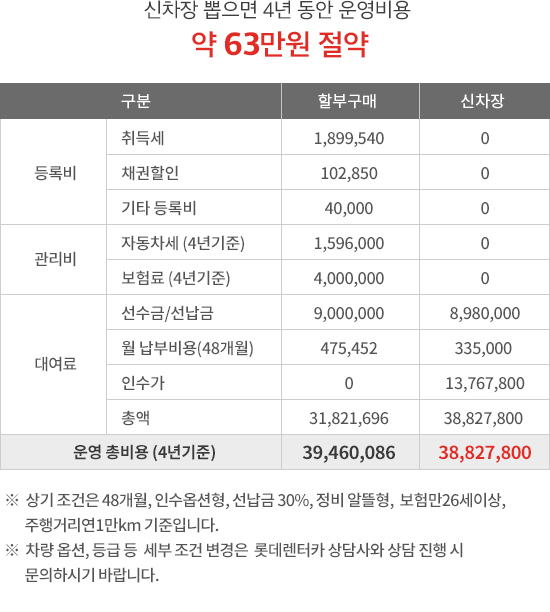 신차장 뽑으면 4년 동안 운영비용
약 63만원 절약
구분 할부구매 신차장
등록비
취득세 1,899,540 0
채권할인 102,850 0
기타 등록비 40,000 0
관리비
자동차세 (4년기준) 1,596,000 0
보험료 (4년기준) 4,000,000 0
대여료
선수금/선납금 9,000,000 8,980,000
월 납부비용(48개월) 475,452 335,000
인수가 0 13,767,800
총액 31,821,696 38,827,800
운영 총비용 (4년기준) 39,460,086 38,827,800
※ 상기 조건은 48개월, 인수옵션형, 선납금 30%, 정비 알뜰형, 보험만26세이상,
주행거리연1만km 기준입니다.
※ 차량 옵션, 등급 등 세부 조건 변경은 롯데렌터카 상담사와 상담 진행 시
문의하시기 바랍니다.